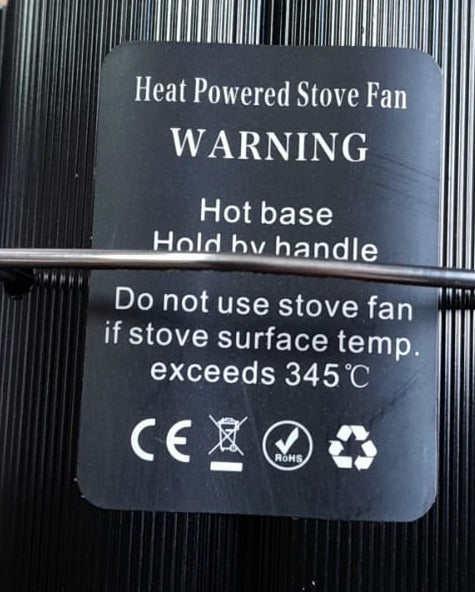 Heat Powered Stove Fan
WARNING
Hot base
Hold by handle
Do not use stove fan
if stove surface temp.
exceeds 345℃
CE RoHS